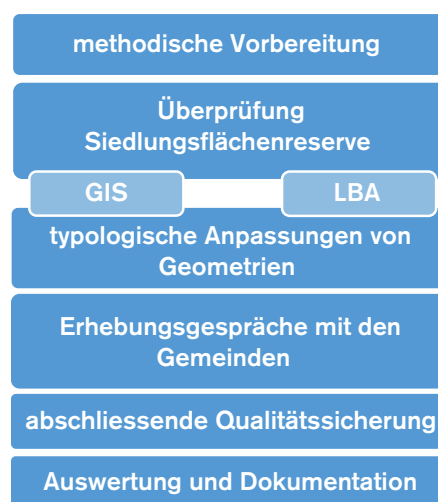 methodische Vorbereitung
Überprüfung
Siedlungsflächenreserve
GIS
LBA
typologische Anpassungen von
Geometrien
Erhebungsgespräche mit den
Gemeinden
abschliessende Qualitätssicherung
Auswertung und Dokumentation